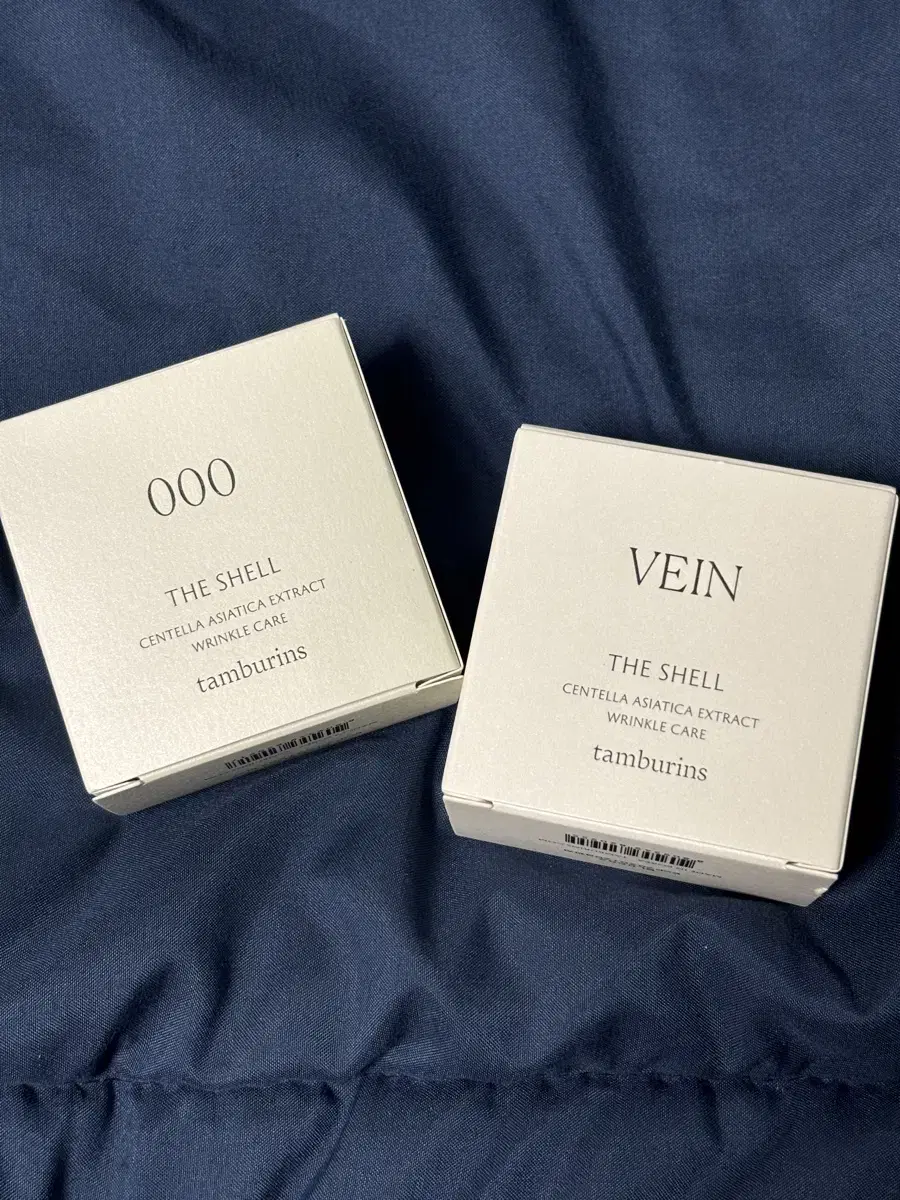 000
THE SHELL
CENTELLA ASIATICA EXTRACT
WRINKLE CARE
tamburins
VEIN
THE SHELL
CENTELLA ASIATICA EXTRACT
WRINKLE CARE
tamburins